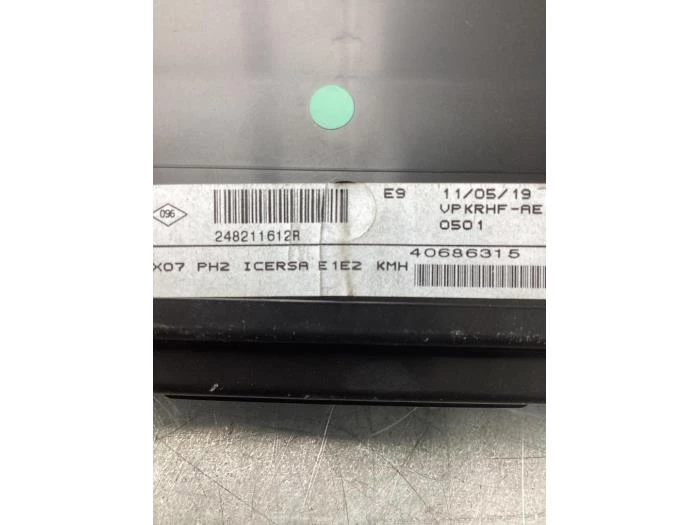 096
248211612R
E9 11/05/19
VPKRHF-AE
0501
40686315
X07 PH2 ICERSA E1E2 KMH